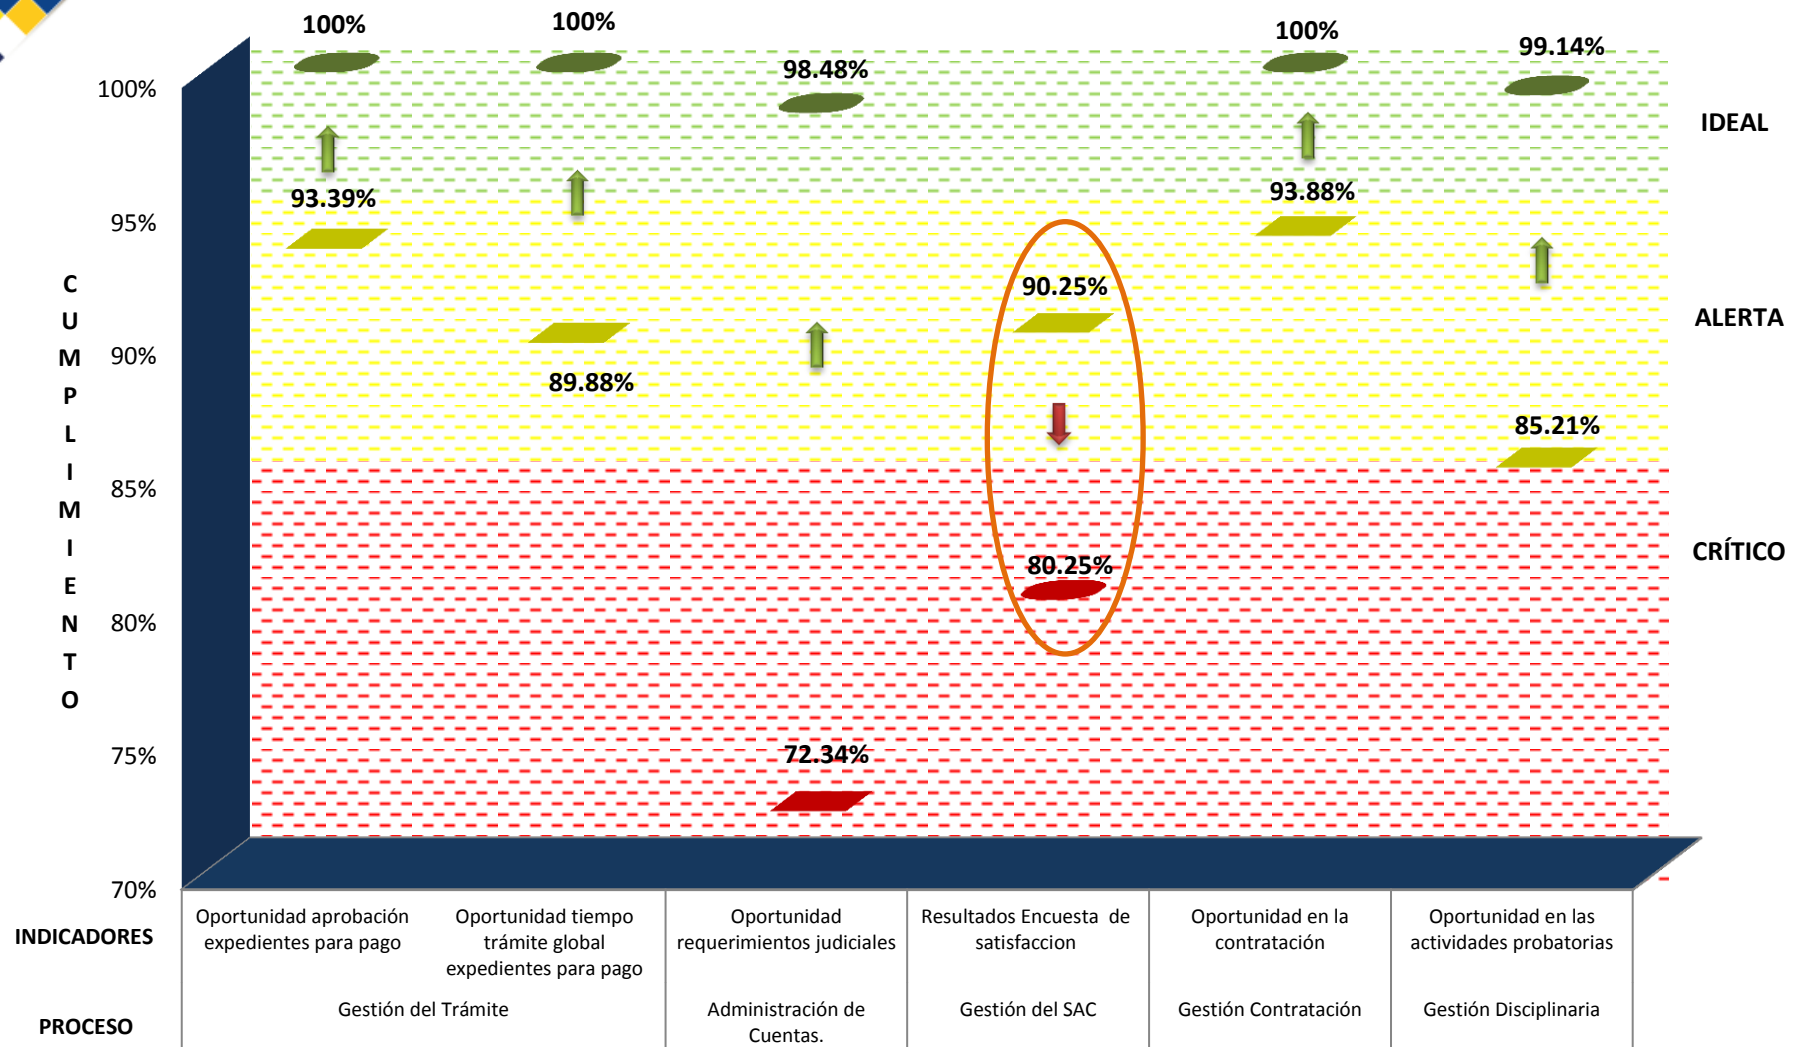 100%
100%
98.48%
100%
99.14%
100%
IDEAL
93.39%
93.88%
95%
90.25%
ALERTA
90%
89.88%
85.21%
85%
CUMPLIMIENTO
CRÍTICO
80.25%
80%
75%
72.34%
70%
INDICADORES
Oportunidad aprobación
expedientes para pago
Oportunidad tiempo
trámite global
expedientes para pago
Oportunidad
requerimientos judiciales
Resultados Encuesta de
satisfaccion
Oportunidad en la
contratación
Oportunidad en las
actividades probatorias
PROCESO
Gestión del Trámite
Administración de
Cuentas.
Gestión del SAC
Gestión Contratación
Gestión Disciplinaria